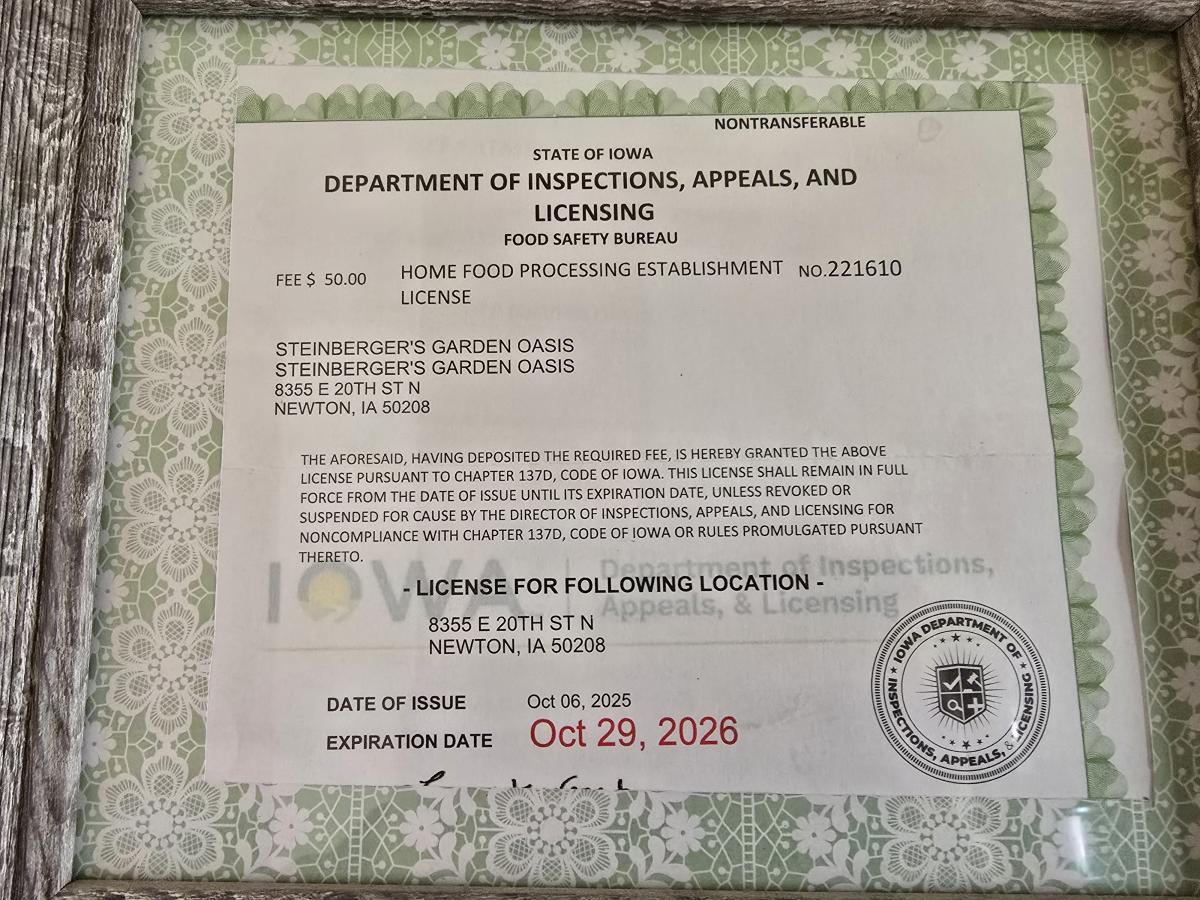 NONTRANSFERABLE
STATE OF IOWA
DEPARTMENT OF INSPECTIONS, APPEALS, AND
LICENSING
FOOD SAFETY BUREAU
FEE $ 50.00 HOME FOOD PROCESSING ESTABLISHMENT NO.221610
LICENSE
STEINBERGER'S GARDEN OASIS
STEINBERGER'S GARDEN OASIS
8355 E 20TH ST N
NEWTON, IA 50208
THE AFORESAID, HAVING DEPOSITED THE REQUIRED FEE, IS HEREBY GRANTED THE ABOVE
LICENSE PURSUANT TO CHAPTER 137D, CODE OF IOWA. THIS LICENSE SHALL REMAIN IN FULL
FORCE FROM THE DATE OF ISSUE UNTIL ITS EXPIRATION DATE, UNLESS REVOKED OR
SUSPENDED FOR CAUSE BY THE DIRECTOR OF INSPECTIONS, APPEALS, AND LICENSING FOR
NONCOMPLIANCE WITH CHAPTER 137D, CODE OF IOWA OR RULES PROMULGATED PURSUANT
THERETO.
IOWA | Department of Inspections,
Appeals, & Licensing
- LICENSE FOR FOLLOWING LOCATION -
8355 E 20TH ST N
NEWTON, IA 50208
DATE OF ISSUE Oct 06, 2025
EXPIRATION DATE Oct 29, 2026
IOWA DEPARTMENT OF
INSPECTIONS, APPEALS, & LICENSING